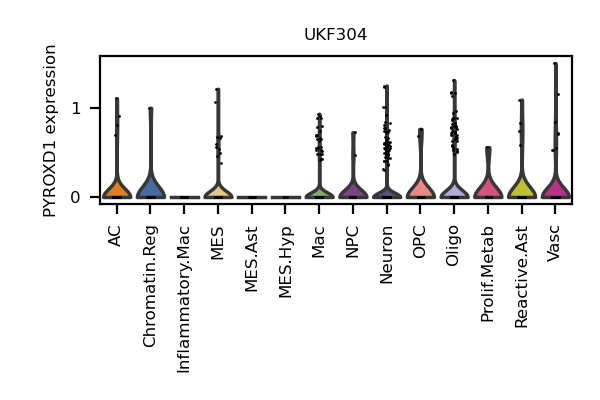 UKF304
PYROXD1 expression
1
0
AC
Chromatin.Reg
Inflammatory.Mac
MES
MES.Ast
MES.Hyp
Mac
NPC
Neuron
OPC
Oligo
Prolif.Metab
Reactive.Ast
Vasc